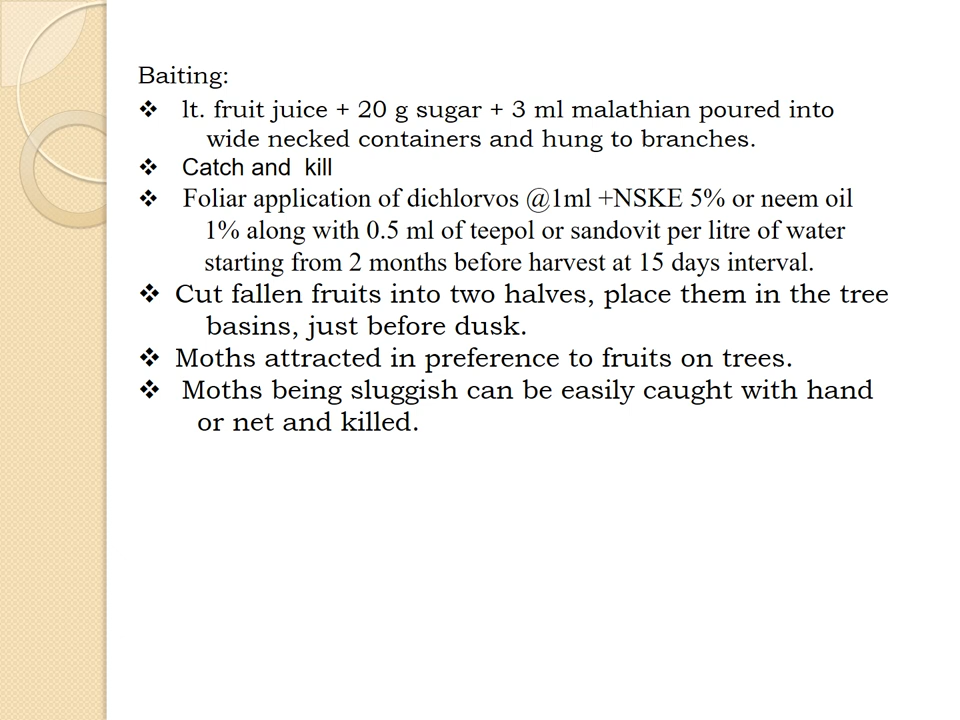 Baiting:
❖ lt. fruit juice + 20 g sugar + 3 ml malathian poured into
wide necked containers and hung to branches.
❖ Catch and kill
❖ Foliar application of dichlorvos @1ml +NSKE 5% or neem oil
1% along with 0.5 ml of teepol or sandovit per litre of water
starting from 2 months before harvest at 15 days interval.
❖ Cut fallen fruits into two halves, place them in the tree
basins, just before dusk.
❖ Moths attracted in preference to fruits on trees.
❖ Moths being sluggish can be easily caught with hand
or net and killed.